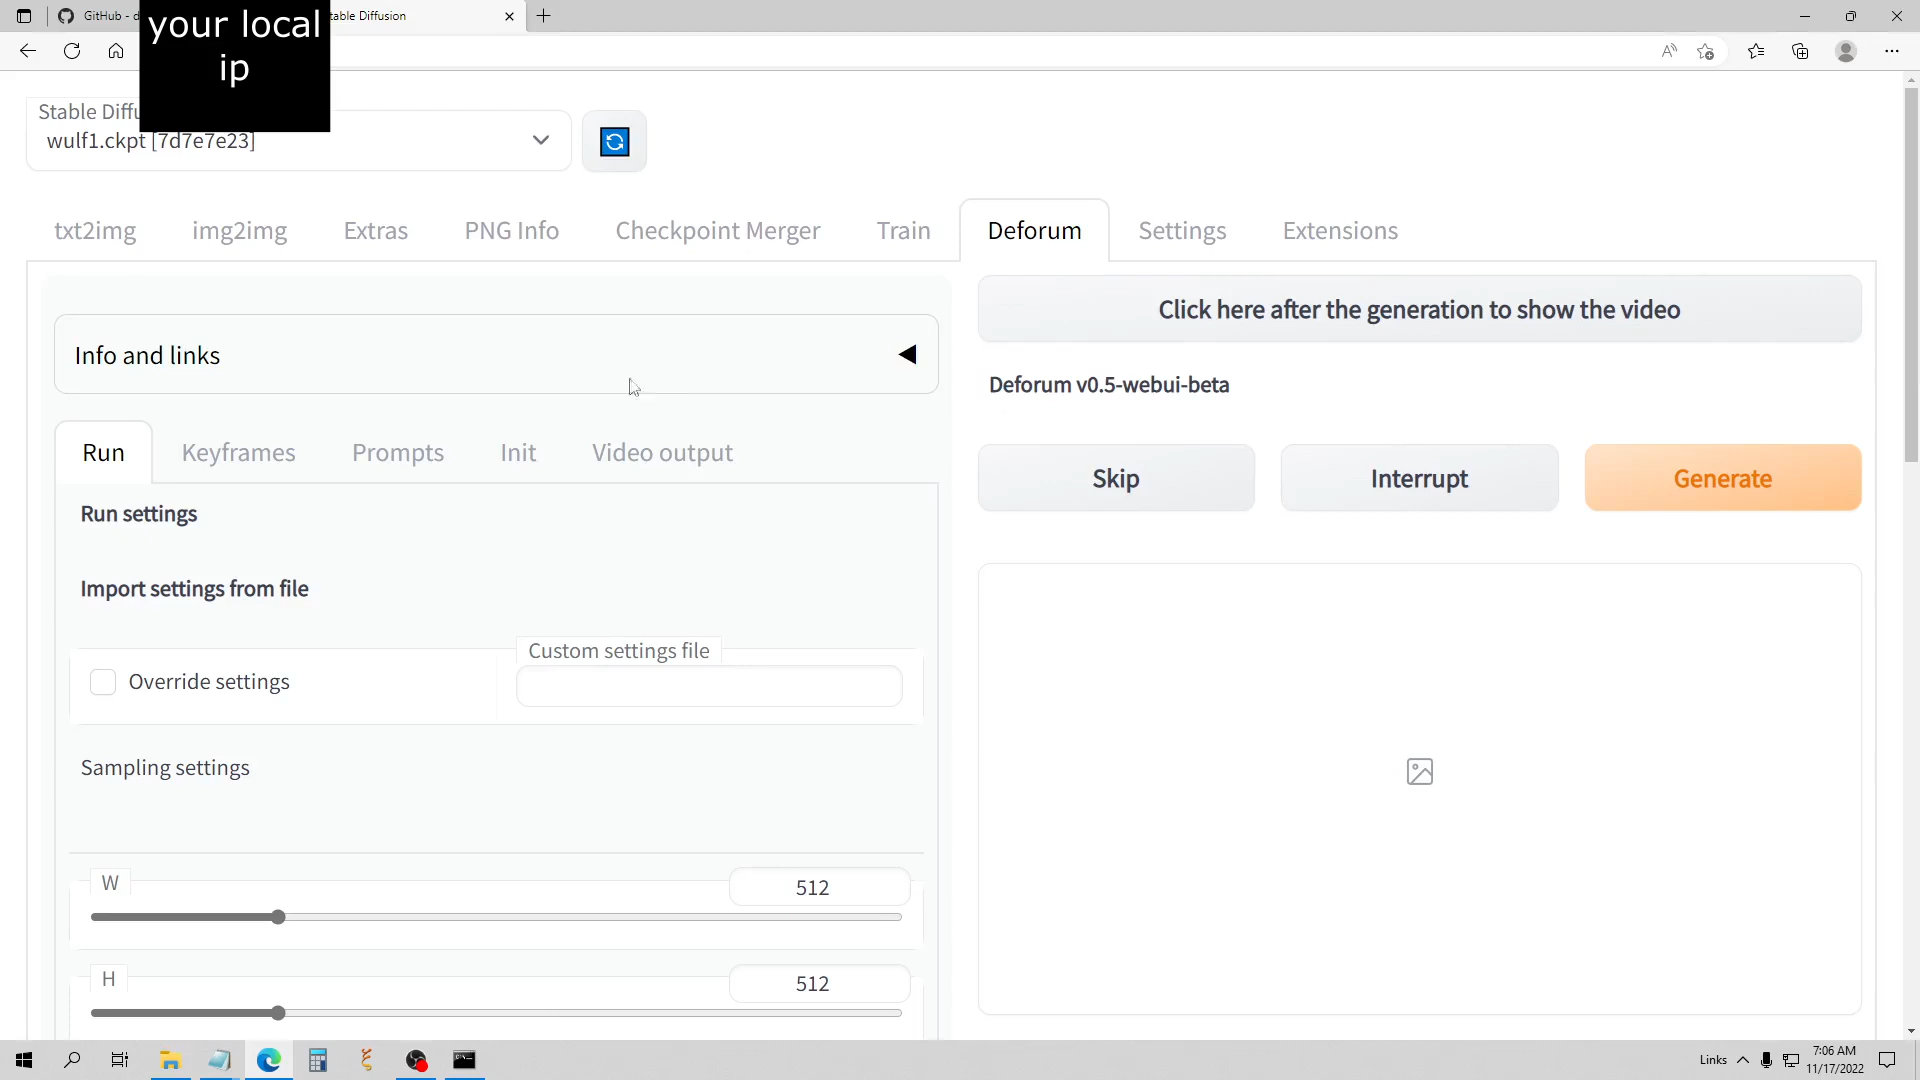 GitHub - d
table Diffusion
your local
ip
Stable Diffu
wulf1.ckpt [7d7e7e23]
txt2img
img2img
Extras
PNG Info
Checkpoint Merger
Train
Deforum
Settings
Extensions
Info and links
Click here after the generation to show the video
Deforum v0.5-webui-beta
Run
Keyframes
Prompts
Init
Video output
Skip
Interrupt
Generate
Run settings
Import settings from file
Override settings
Custom settings file
Sampling settings
W
512
H
512
Links
7:06 AM
11/17/2022